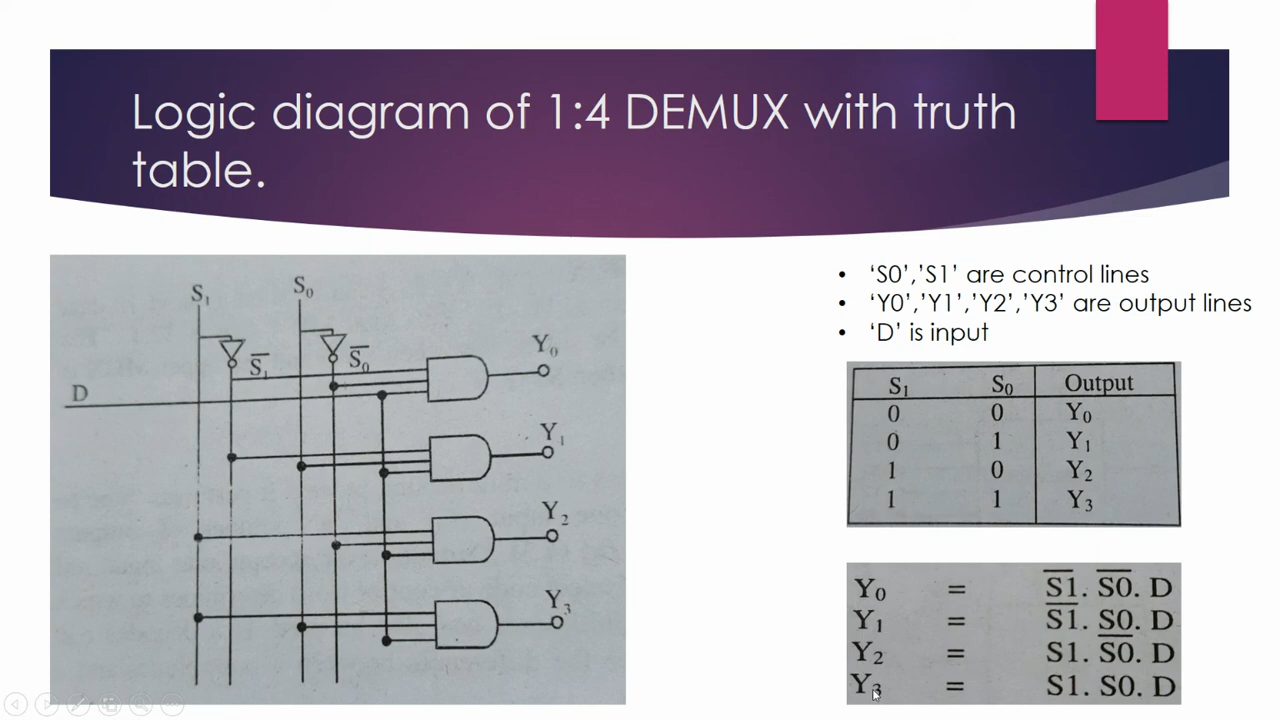 Logic diagram of 1:4 DEMUX with truth
table.
• ‘S0’,’S1’ are control lines
• ‘Y0’,’Y1’,’Y2’,’Y3’ are output lines
• ‘D’ is input
S₁ S₀
S̅₁ S̅₀
Y₀
D
Y₁
Y₂
Y₃
S₁ S₀ Output
0 0 Y₀
0 1 Y₁
1 0 Y₂
1 1 Y₃
Y₀ = S̅1̅. S̅0̅. D
Y₁ = S̅1̅. S0. D
Y₂ = S1. S̅0̅. D
Y₃ = S1. S0. D